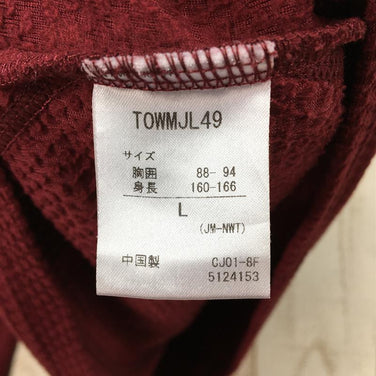 TOWMJL49
サイズ
胸囲 88- 94
身長 160-166
L
(JM-NWT)
中国製 CJ01-8F
5124153